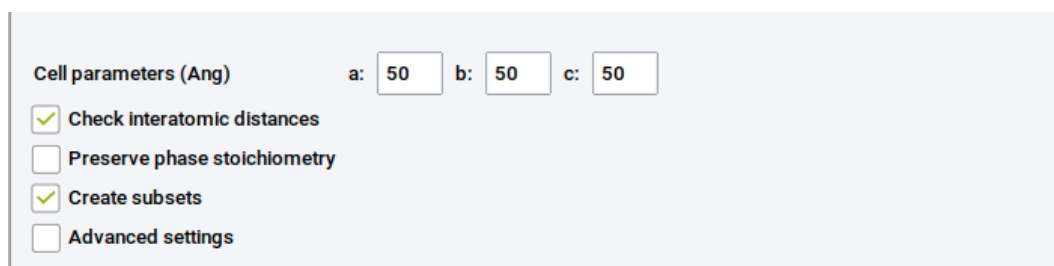 Cell parameters (Ang) a: 50 b: 50 c: 50
Check interatomic distances
Preserve phase stoichiometry
Create subsets
Advanced settings